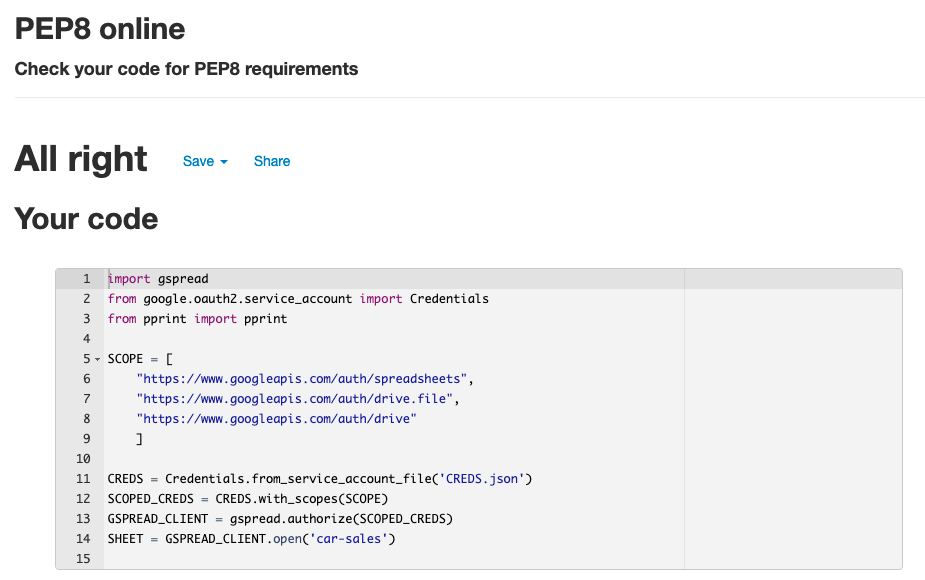 PEP8 online
Check your code for PEP8 requirements
All right Save Share
Your code
1 import gspread
2 from google.oauth2.service_account import Credentials
3 from pprint import pprint
4
5 SCOPE = [
6     "https://www.googleapis.com/auth/spreadsheets",
7     "https://www.googleapis.com/auth/drive.file",
8     "https://www.googleapis.com/auth/drive"
9     ]
10
11 CREDS = Credentials.from_service_account_file('CREDS.json')
12 SCOPED_CREDS = CREDS.with_scopes(SCOPE)
13 GSPREAD_CLIENT = gspread.authorize(SCOPED_CREDS)
14 SHEET = GSPREAD_CLIENT.open('car-sales')
15